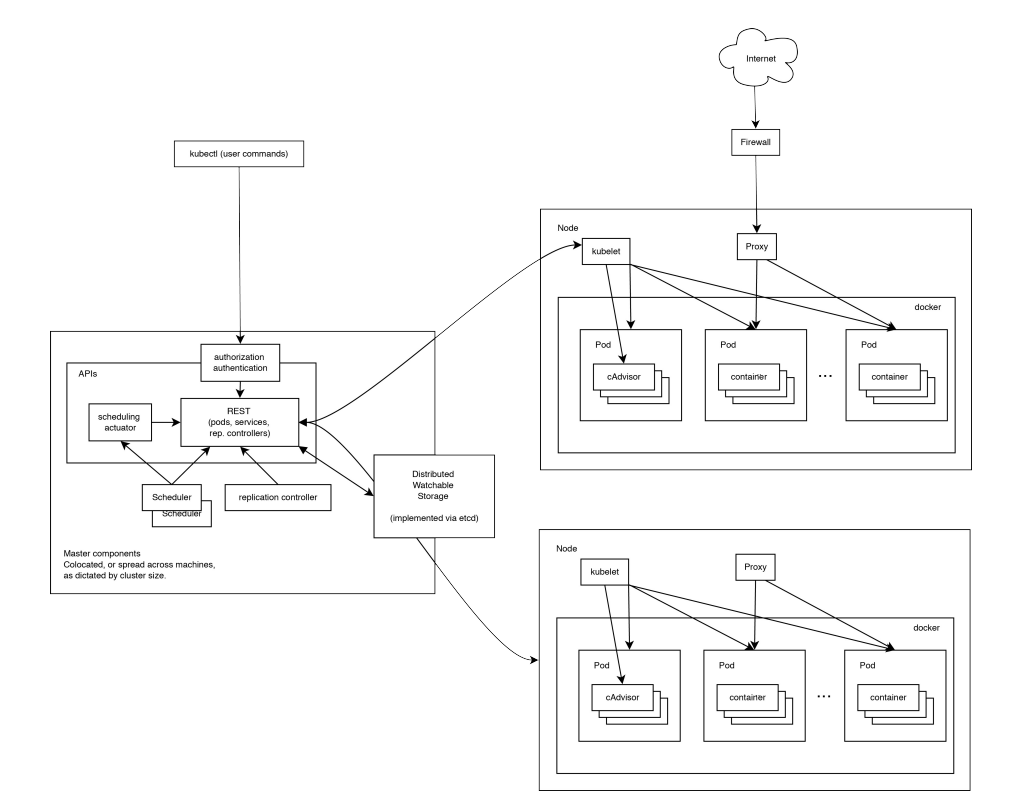 Internet
Firewall
kubectl (user commands)
authorization
authentication
APIs
scheduling
actuator
REST
(pods, services,
rep. controllers)
Scheduler
Scheduler
replication controller
Distributed
Watchable
Storage
(implemented via etcd)
Master components
Colocated, or spread across machines,
as dictated by cluster size.
Node
kubelet
Proxy
docker
Pod
cAdvisor
Pod
container
...
Pod
container
Node
kubelet
Proxy
docker
Pod
cAdvisor
Pod
container
...
Pod
container